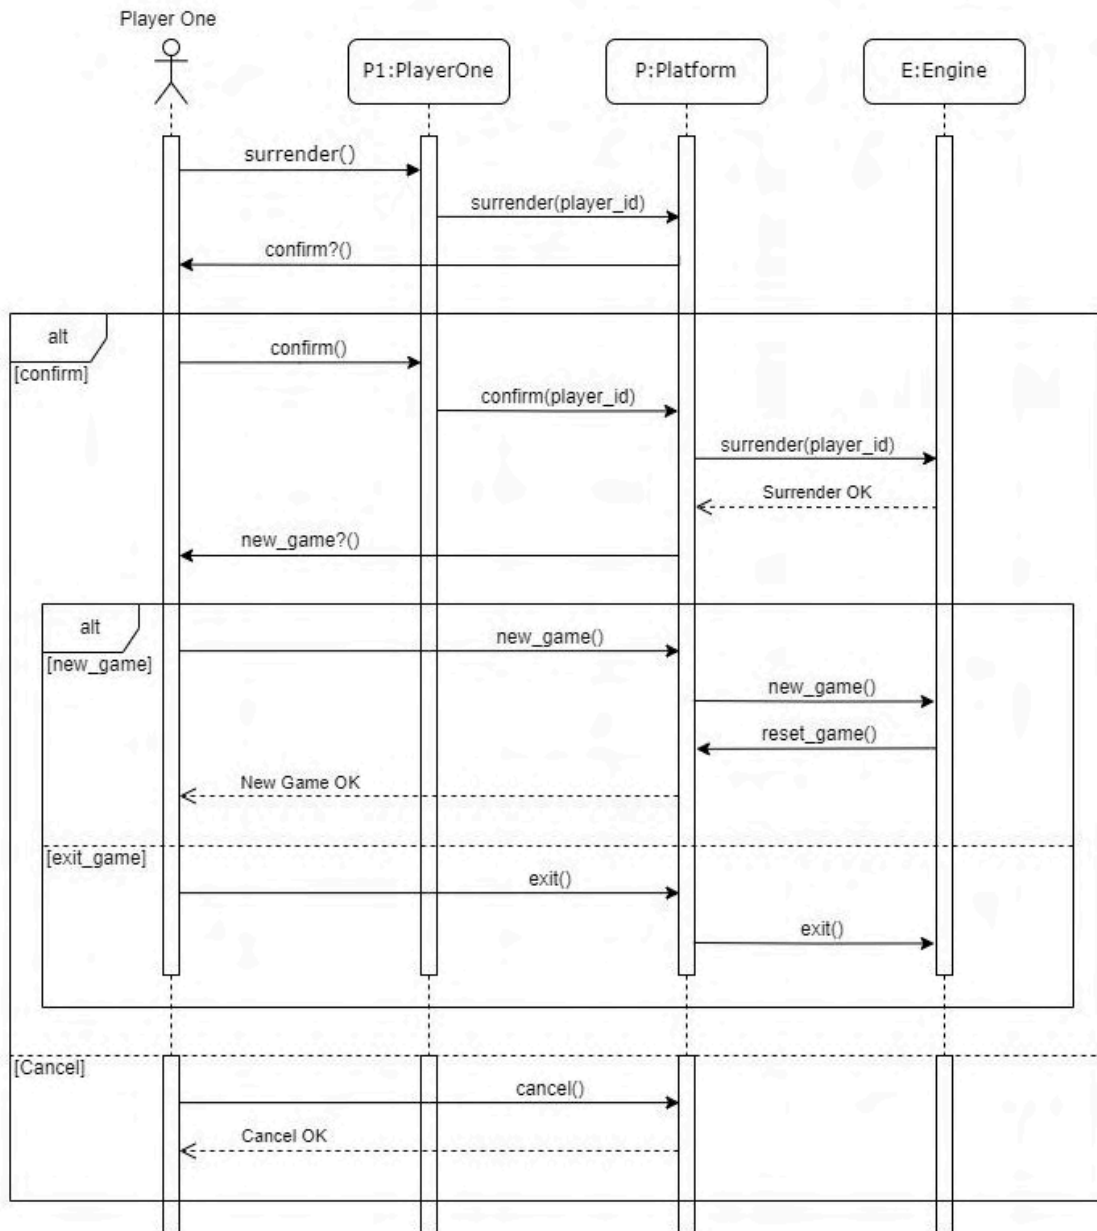 Player One
P1:PlayerOne
P:Platform
E:Engine
surrender()
surrender(player_id)
confirm?()
alt
[confirm]
confirm()
confirm(player_id)
surrender(player_id)
Surrender OK
new_game?()
alt
[new_game]
new_game()
new_game()
reset_game()
New Game OK
[exit_game]
exit()
exit()
[Cancel]
cancel()
Cancel OK